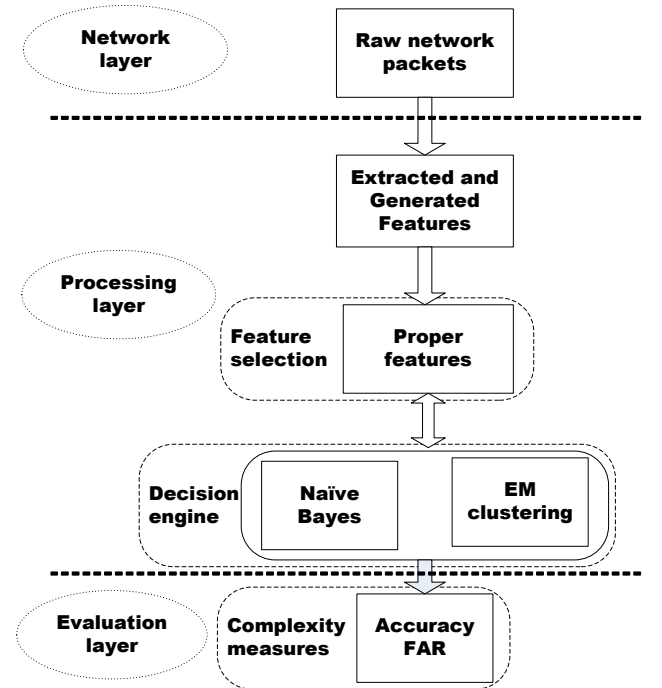 Network
layer
Raw network
packets
Extracted and
Generated
Features
Processing
layer
Feature
selection
Proper
features
Decision
engine
Naïve
Bayes
EM
clustering
Evaluation
layer
Complexity
measures
Accuracy
FAR